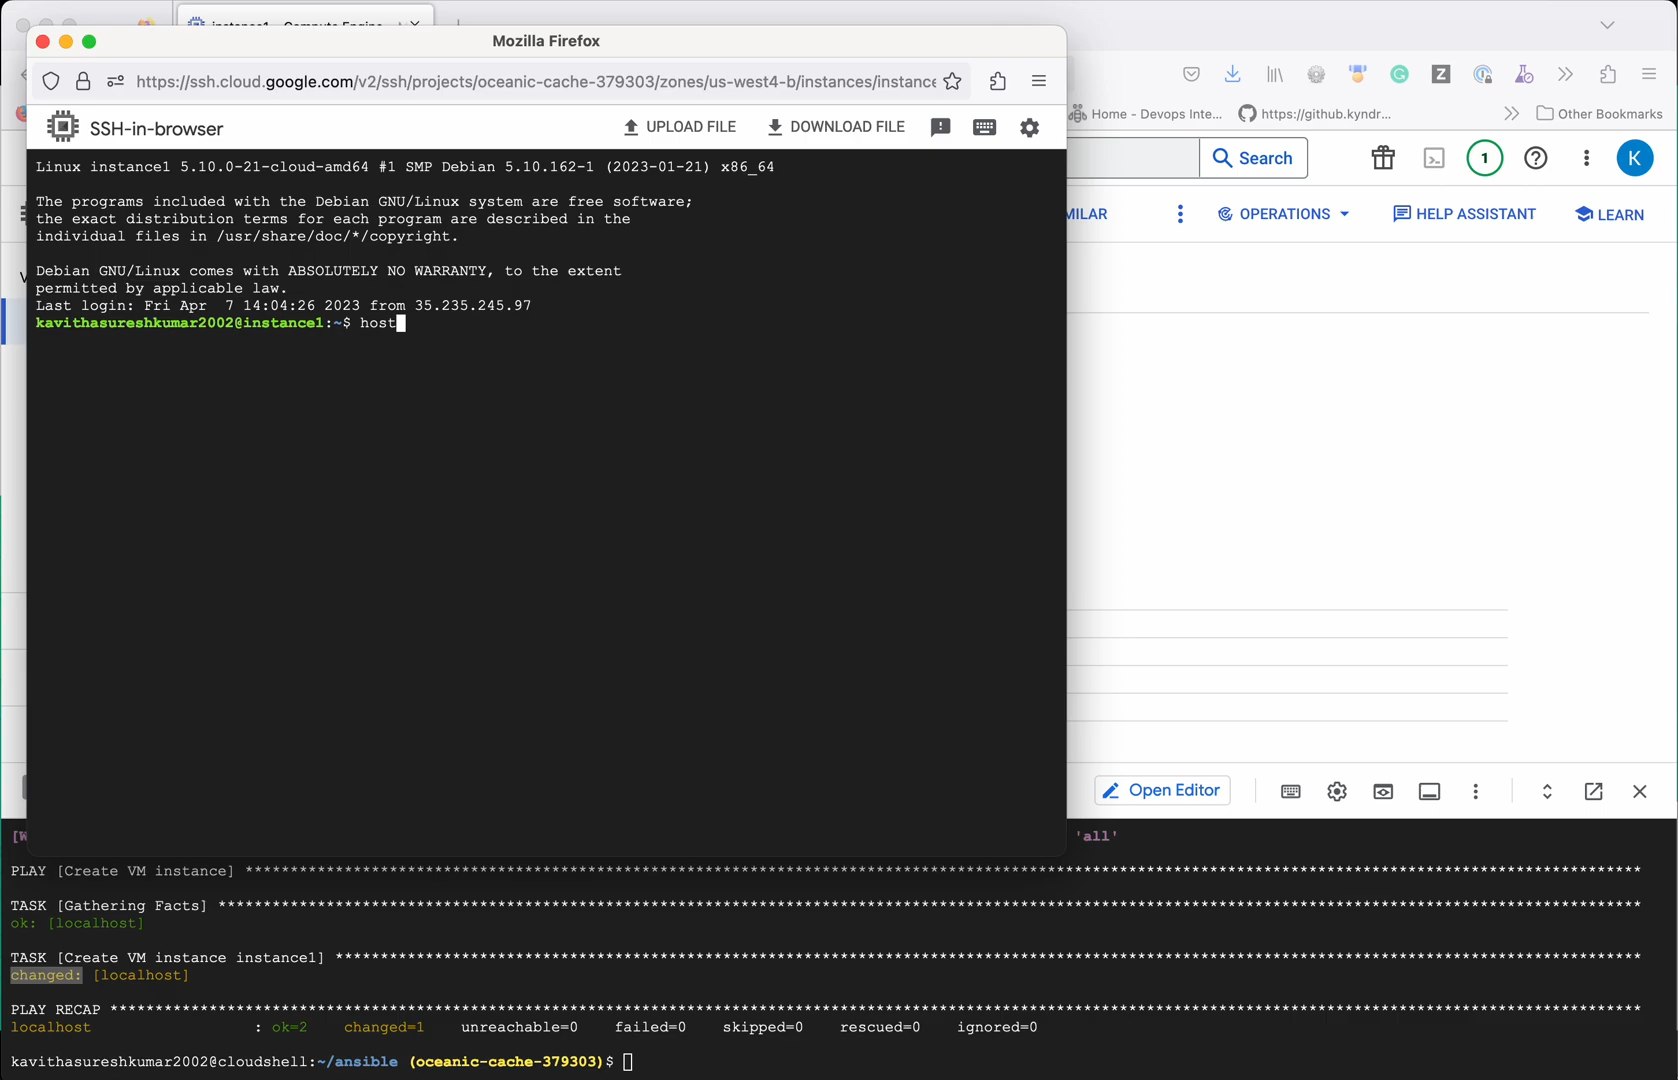 instance1 - Compute Engine
Mozilla Firefox
https://ssh.cloud.google.com/v2/ssh/projects/oceanic-cache-379303/zones/us-west4-b/instances/instance
Home - Devops Inte...
https://github.kyndr...
Other Bookmarks
SSH-in-browser
UPLOAD FILE
DOWNLOAD FILE
Search
1
K
MILAR
OPERATIONS
HELP ASSISTANT
LEARN
Linux instance1 5.10.0-21-cloud-amd64 #1 SMP Debian 5.10.162-1 (2023-01-21) x86_64
The programs included with the Debian GNU/Linux system are free software;
the exact distribution terms for each program are described in the
individual files in /usr/share/doc/*/copyright.
Debian GNU/Linux comes with ABSOLUTELY NO WARRANTY, to the extent
permitted by applicable law.
Last login: Fri Apr  7 14:04:26 2023 from 35.235.245.97
kavithasureshkumar2002@instance1:~$ host
Open Editor
[W
'all'
PLAY [Create VM instance] ****************************************************************************************************************************************************
TASK [Gathering Facts] *******************************************************************************************************************************************************
ok: [localhost]
TASK [Create VM instance instance1] ******************************************************************************************************************************************
changed: [localhost]
PLAY RECAP *******************************************************************************************************************************************************************
localhost                  : ok=2    changed=1    unreachable=0    failed=0    skipped=0    rescued=0    ignored=0
kavithasureshkumar2002@cloudshell:~/ansible (oceanic-cache-379303)$